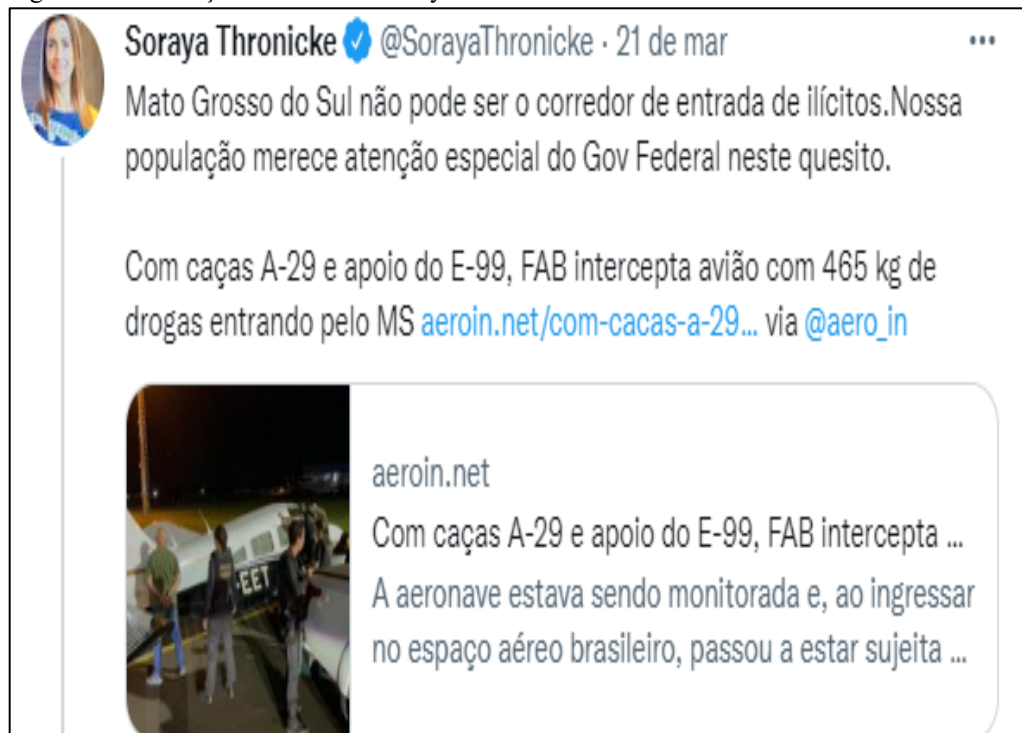 Soraya Thronicke @SorayaThronicke · 21 de mar
Mato Grosso do Sul não pode ser o corredor de entrada de ilícitos.Nossa
população merece atenção especial do Gov Federal neste quesito.
Com caças A-29 e apoio do E-99, FAB intercepta avião com 465 kg de
drogas entrando pelo MS aeroin.net/com-cacas-a-29... via @aero_in
aeroin.net
Com caças A-29 e apoio do E-99, FAB intercepta ...
A aeronave estava sendo monitorada e, ao ingressar
no espaço aéreo brasileiro, passou a estar sujeita ...
EET